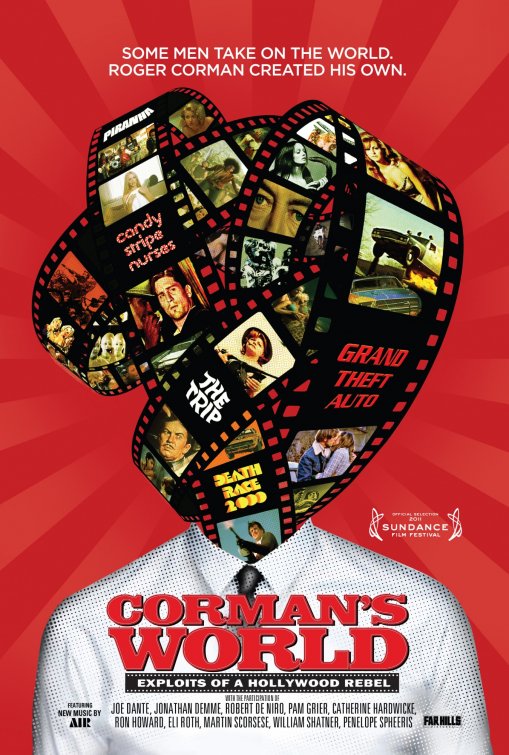 SOME MEN TAKE ON THE WORLD.
ROGER CORMAN CREATED HIS OWN.
PIRANHA
candy
stripe
nurses
GRAND
THEFT
AUTO
THE
TRIP
DEATH
RACE
2000
OFFICIAL SELECTION
2011
SUNDANCE
FILM FESTIVAL
CORMAN'S
WORLD
EXPLOITS OF A HOLLYWOOD REBEL
WITH THE PARTICIPATION OF
JOE DANTE, JONATHAN DEMME, ROBERT DE NIRO, PAM GRIER, CATHERINE HARDWICKE,
RON HOWARD, ELI ROTH, MARTIN SCORSESE, WILLIAM SHATNER, PENELOPE SPHEERIS
FEATURING
NEW MUSIC BY
AIR
FAR HILLS